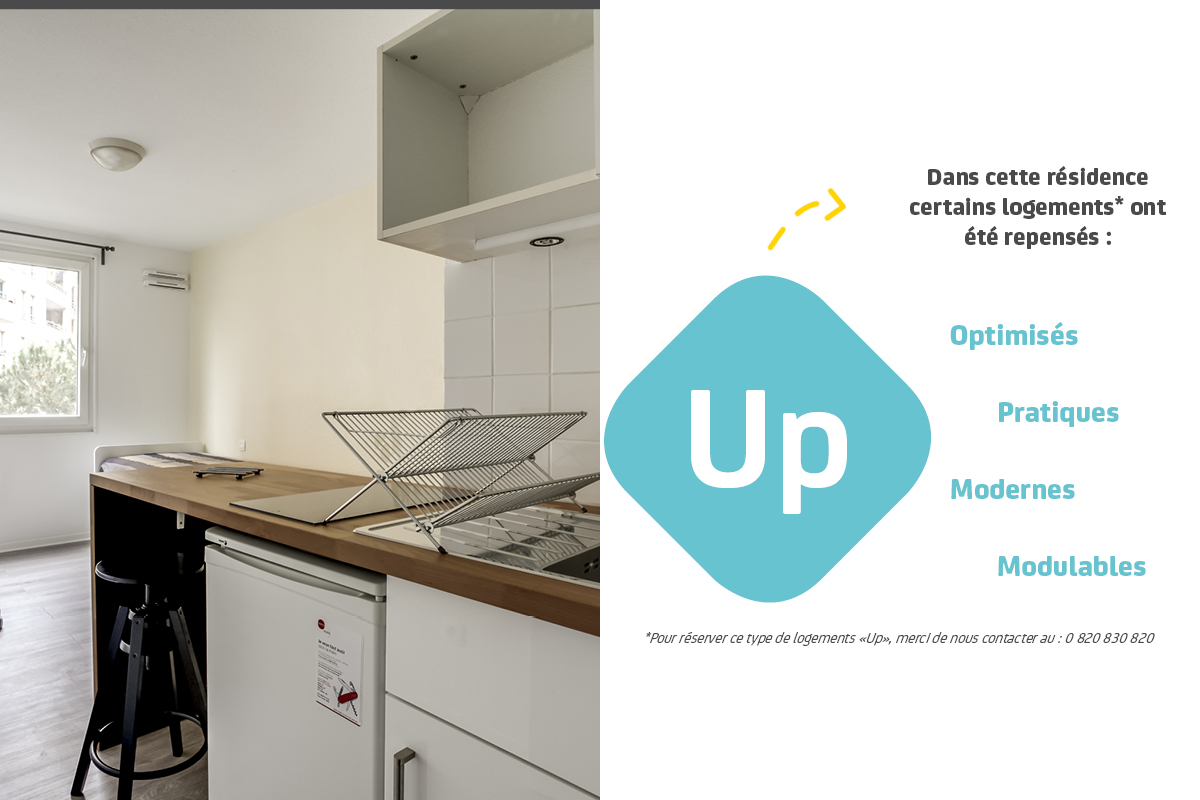 Dans cette résidence
certains logements* ont
été repensés :
Up
Optimisés
Pratiques
Modernes
Modulables
*Pour réserver ce type de logements «Up», merci de nous contacter au : 0 820 830 820